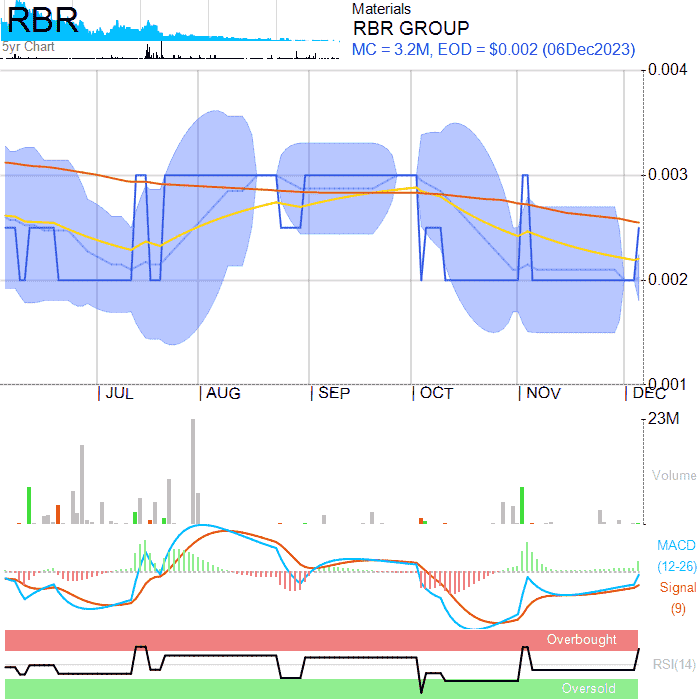 RBR
5yr Chart
Materials
RBR GROUP
MC = 3.2M, EOD = $0.002 (06Dec2023)
0.004
0.003
0.002
0.001
JUL AUG SEP OCT NOV DEC
23M
Volume
MACD
(12-26)
Signal
(9)
Overbought
RSI(14)
Oversold